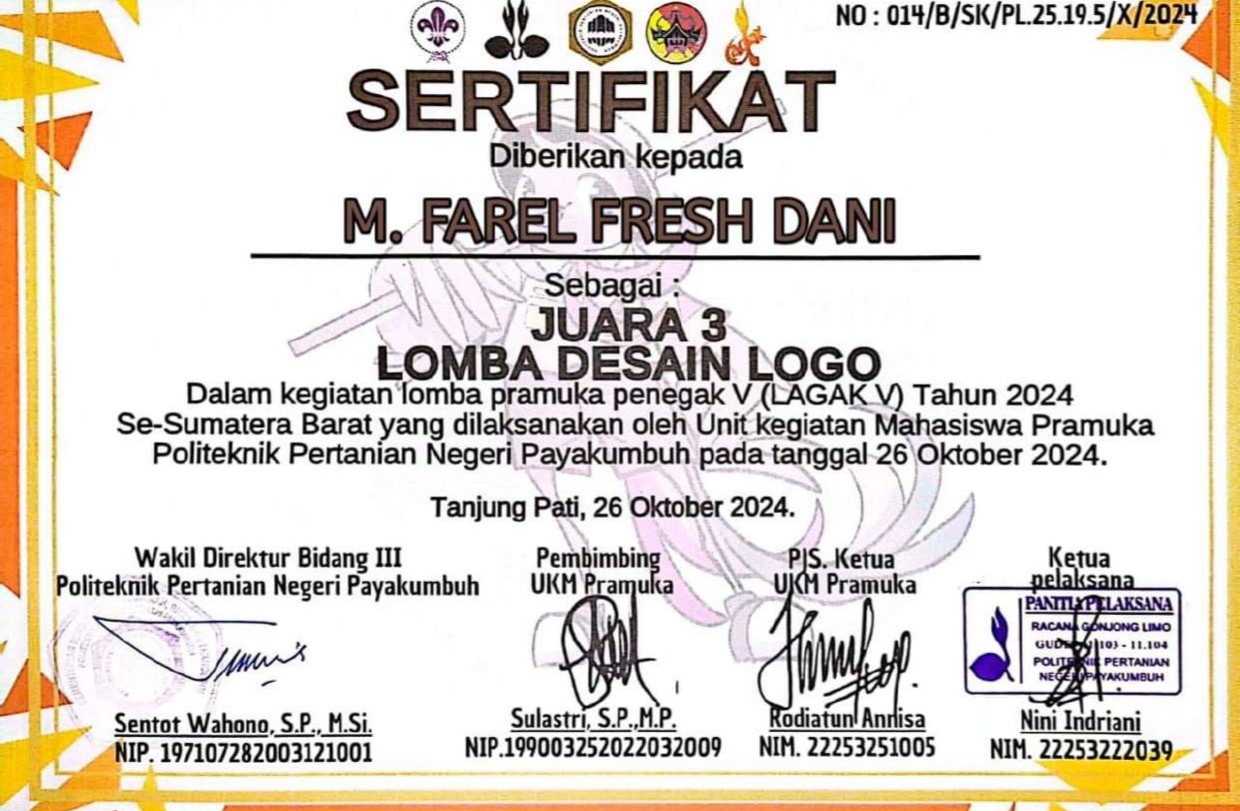 NO : 014/B/SK/PL.25.19.5/X/2024
SERTIFIKAT
Diberikan kepada
M. FAREL FRESH DANI
Sebagai :
JUARA 3
LOMBA DESAIN LOGO
Dalam kegiatan lomba pramuka penegak V (LAGAK V) Tahun 2024
Se-Sumatera Barat yang dilaksanakan oleh Unit kegiatan Mahasiswa Pramuka
Politeknik Pertanian Negeri Payakumbuh pada tanggal 26 Oktober 2024.
Tanjung Pati, 26 Oktober 2024.
Wakil Direktur Bidang III
Politeknik Pertanian Negeri Payakumbuh
Sentot Wahono, S.P., M.Si.
NIP. 197107282003121001
Pembimbing
UKM Pramuka
Sulastri, S.P.,M.P.
NIP.199003252022032009
PJS. Ketua
UKM Pramuka
Rodiatun Annisa
NIM. 22253251005
Ketua
pelaksana
PANITIA PELAKSANA
RACANA GONJONG LIMO
11.104
POLITEKNIK PERTANIAN
NEGERI PAYAKUMBUH
Nini Indriani
NIM. 22253222039